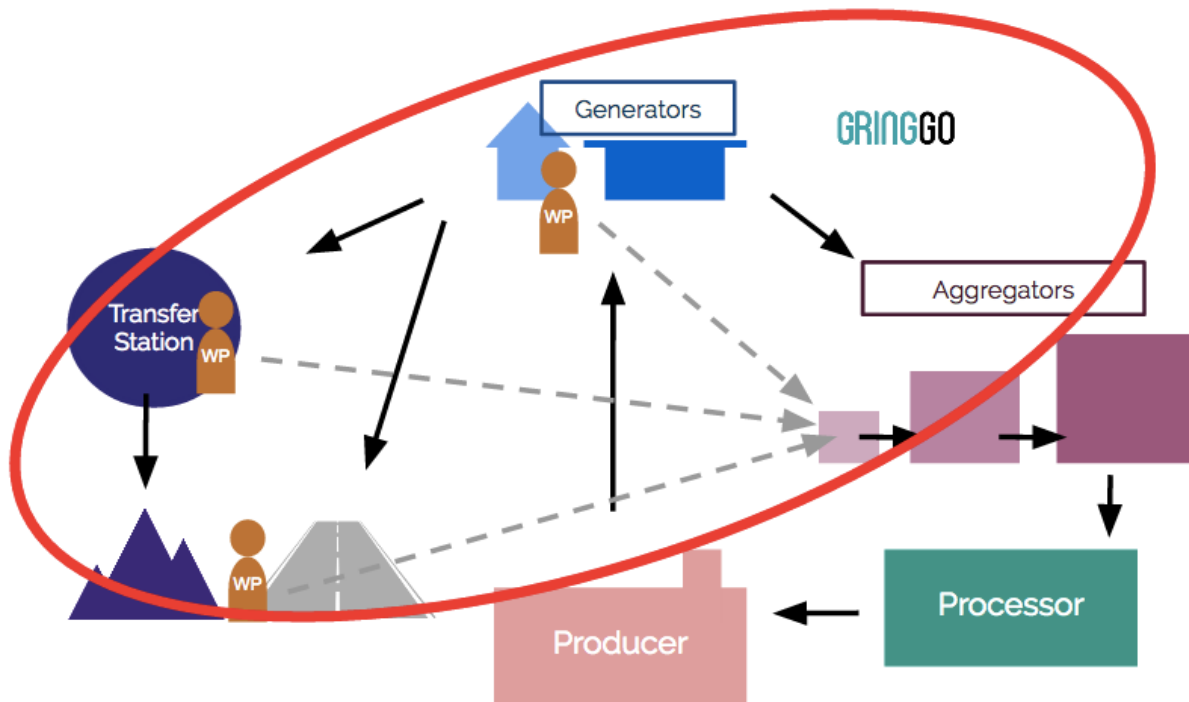 Generators
GRINGGO
WP
Aggregators
Transfer
Station
WP
WP
Processor
Producer